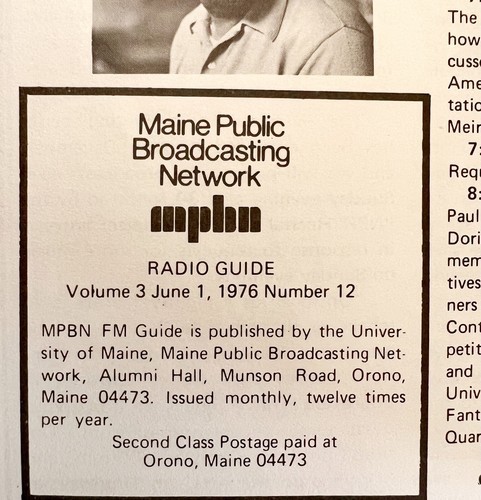 Maine Public
Broadcasting
Network
mpbn
RADIO GUIDE
Volume 3 June 1, 1976 Number 12
MPBN FM Guide is published by the Univer-
sity of Maine, Maine Public Broadcasting Net-
work, Alumni Hall, Munson Road, Orono,
Maine 04473. Issued monthly, twelve times
per year.
Second Class Postage paid at
Orono, Maine 04473
The
how
cusse
Ame
tatio
Meir
7:
Requ
8:
Paul
Dori
mem
tives
ners
Cont
petit
and
Univ
Fant
Quar